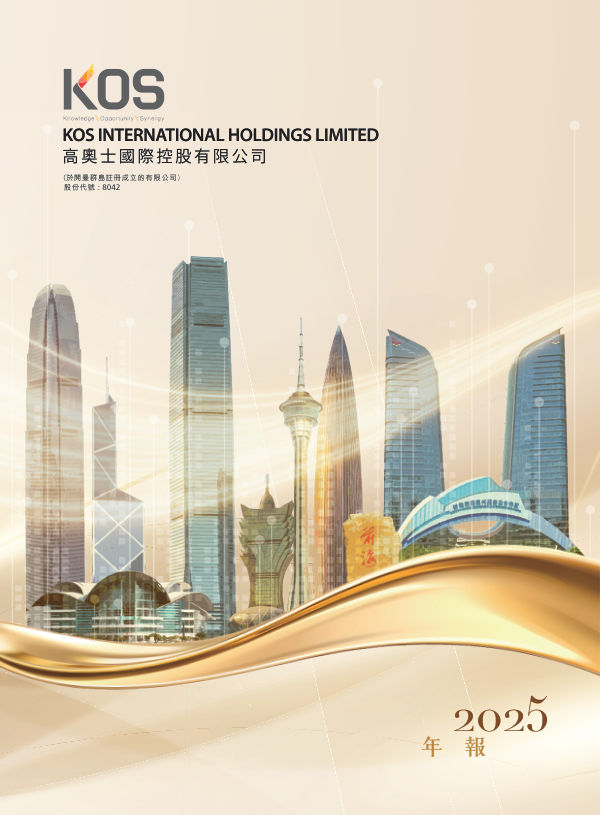 KOS
Knowledge \ Opportunity \ Synergy
KOS INTERNATIONAL HOLDINGS LIMITED
高奧士國際控股有限公司
(於開曼群島註冊成立的有限公司)
股份代號：8042
前海
2025
年 報